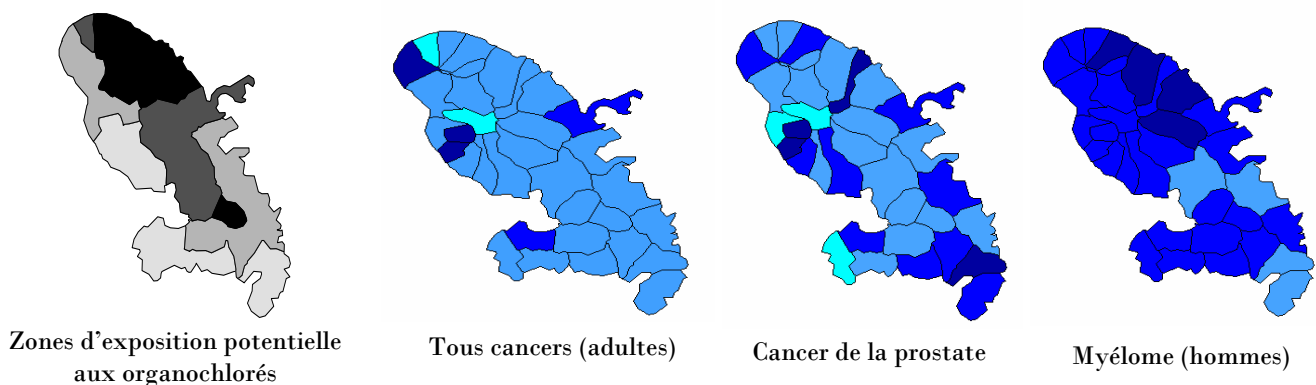 Zones d’exposition potentielle
aux organochlorés
Tous cancers (adultes)
Cancer de la prostate
Myélome (hommes)